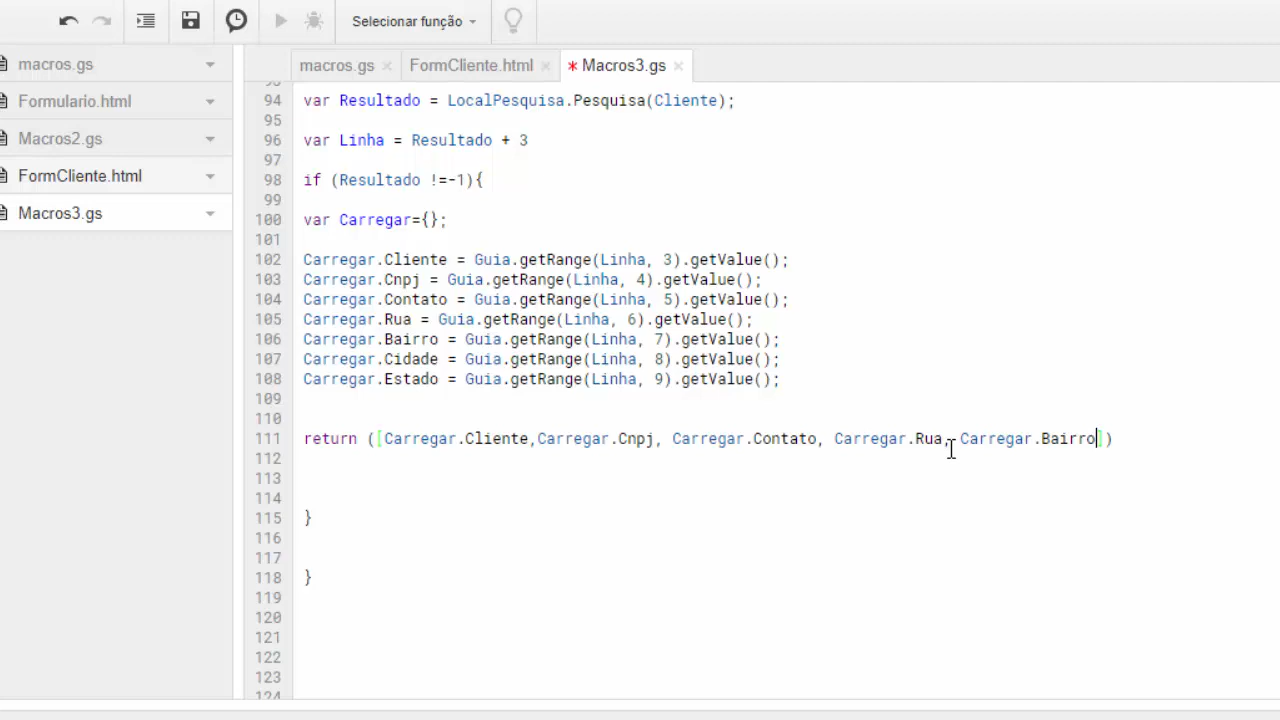 Selecionar função
macros.gs
Formulario.html
Macros2.gs
FormCliente.html
Macros3.gs
macros.gs × FormCliente.html × * Macros3.gs ×
94 var Resultado = LocalPesquisa.Pesquisa(Cliente);
95
96 var Linha = Resultado + 3
97
98 if (Resultado !=-1){
99
100 var Carregar={};
101
102 Carregar.Cliente = Guia.getRange(Linha, 3).getValue();
103 Carregar.Cnpj = Guia.getRange(Linha, 4).getValue();
104 Carregar.Contato = Guia.getRange(Linha, 5).getValue();
105 Carregar.Rua = Guia.getRange(Linha, 6).getValue();
106 Carregar.Bairro = Guia.getRange(Linha, 7).getValue();
107 Carregar.Cidade = Guia.getRange(Linha, 8).getValue();
108 Carregar.Estado = Guia.getRange(Linha, 9).getValue();
109
110
111 return ([Carregar.Cliente,Carregar.Cnpj, Carregar.Contato, Carregar.Rua, Carregar.Bairro])
112
113
114
115 }
116
117
118 }
119
120
121
122
123
124